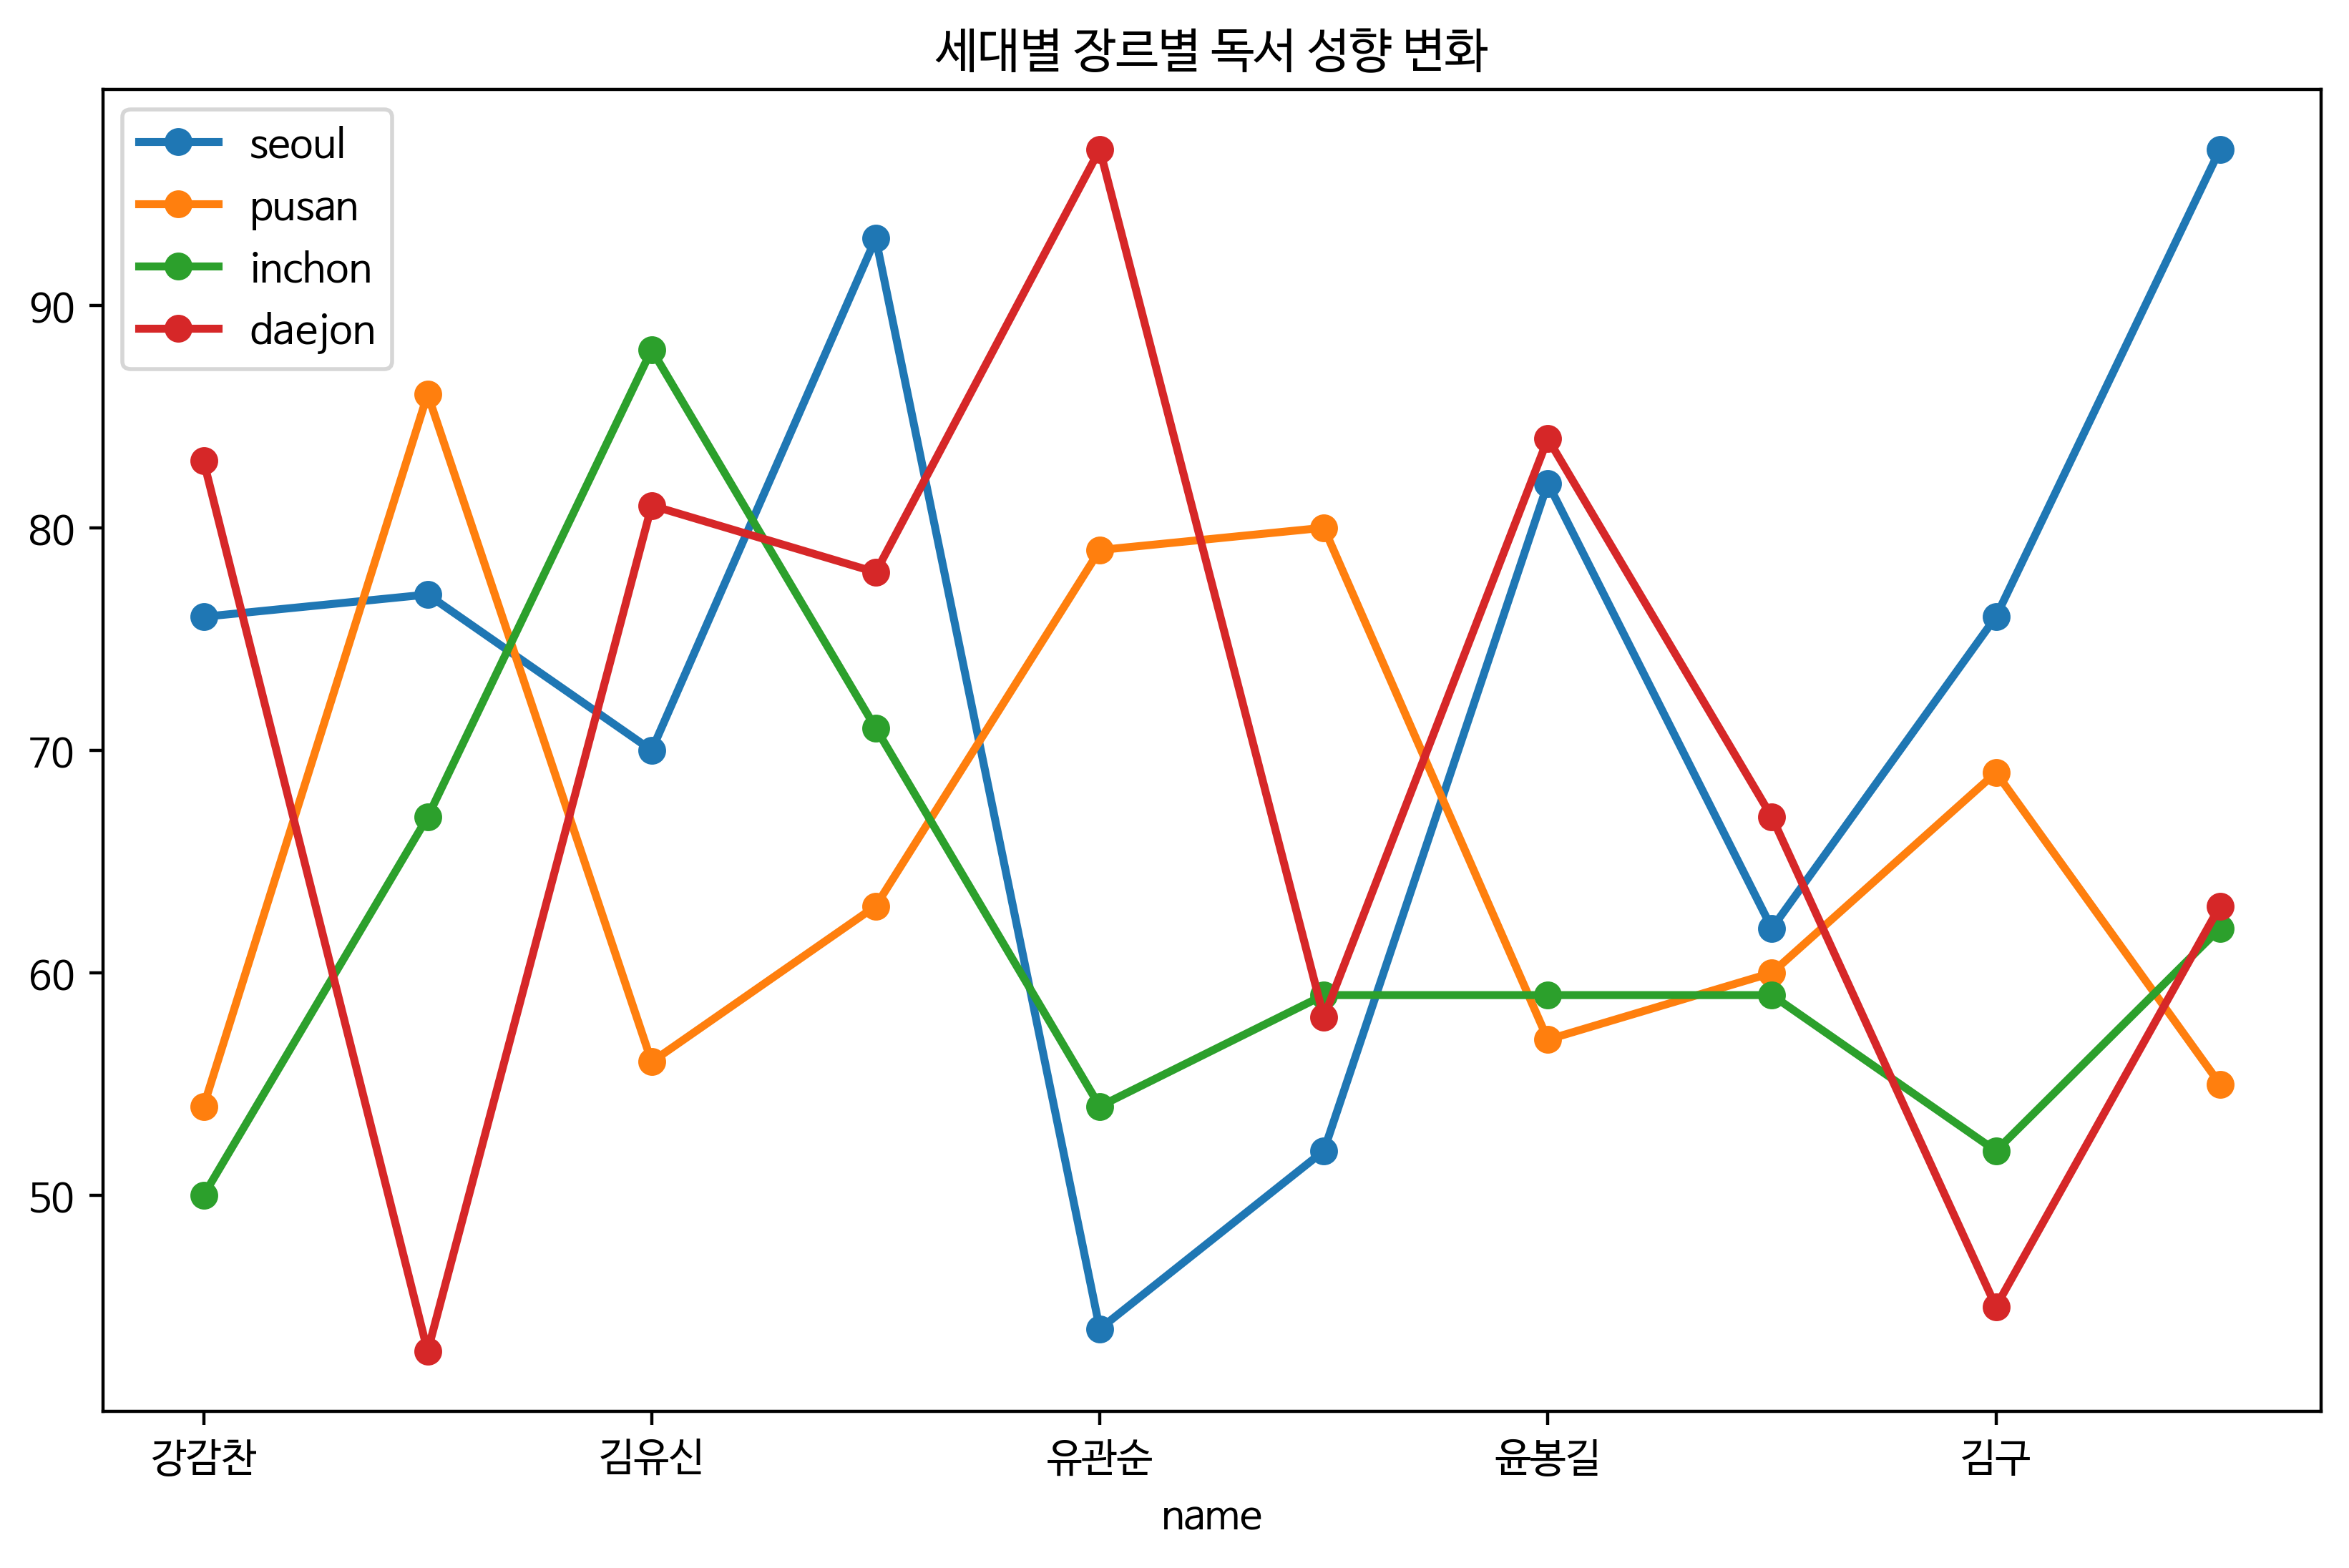 세대별 장르별 독서 성향 변화
seoul
pusan
inchon
daejon
90
80
70
60
50
강감찬 김유신 유관순 윤봉길 김구
name